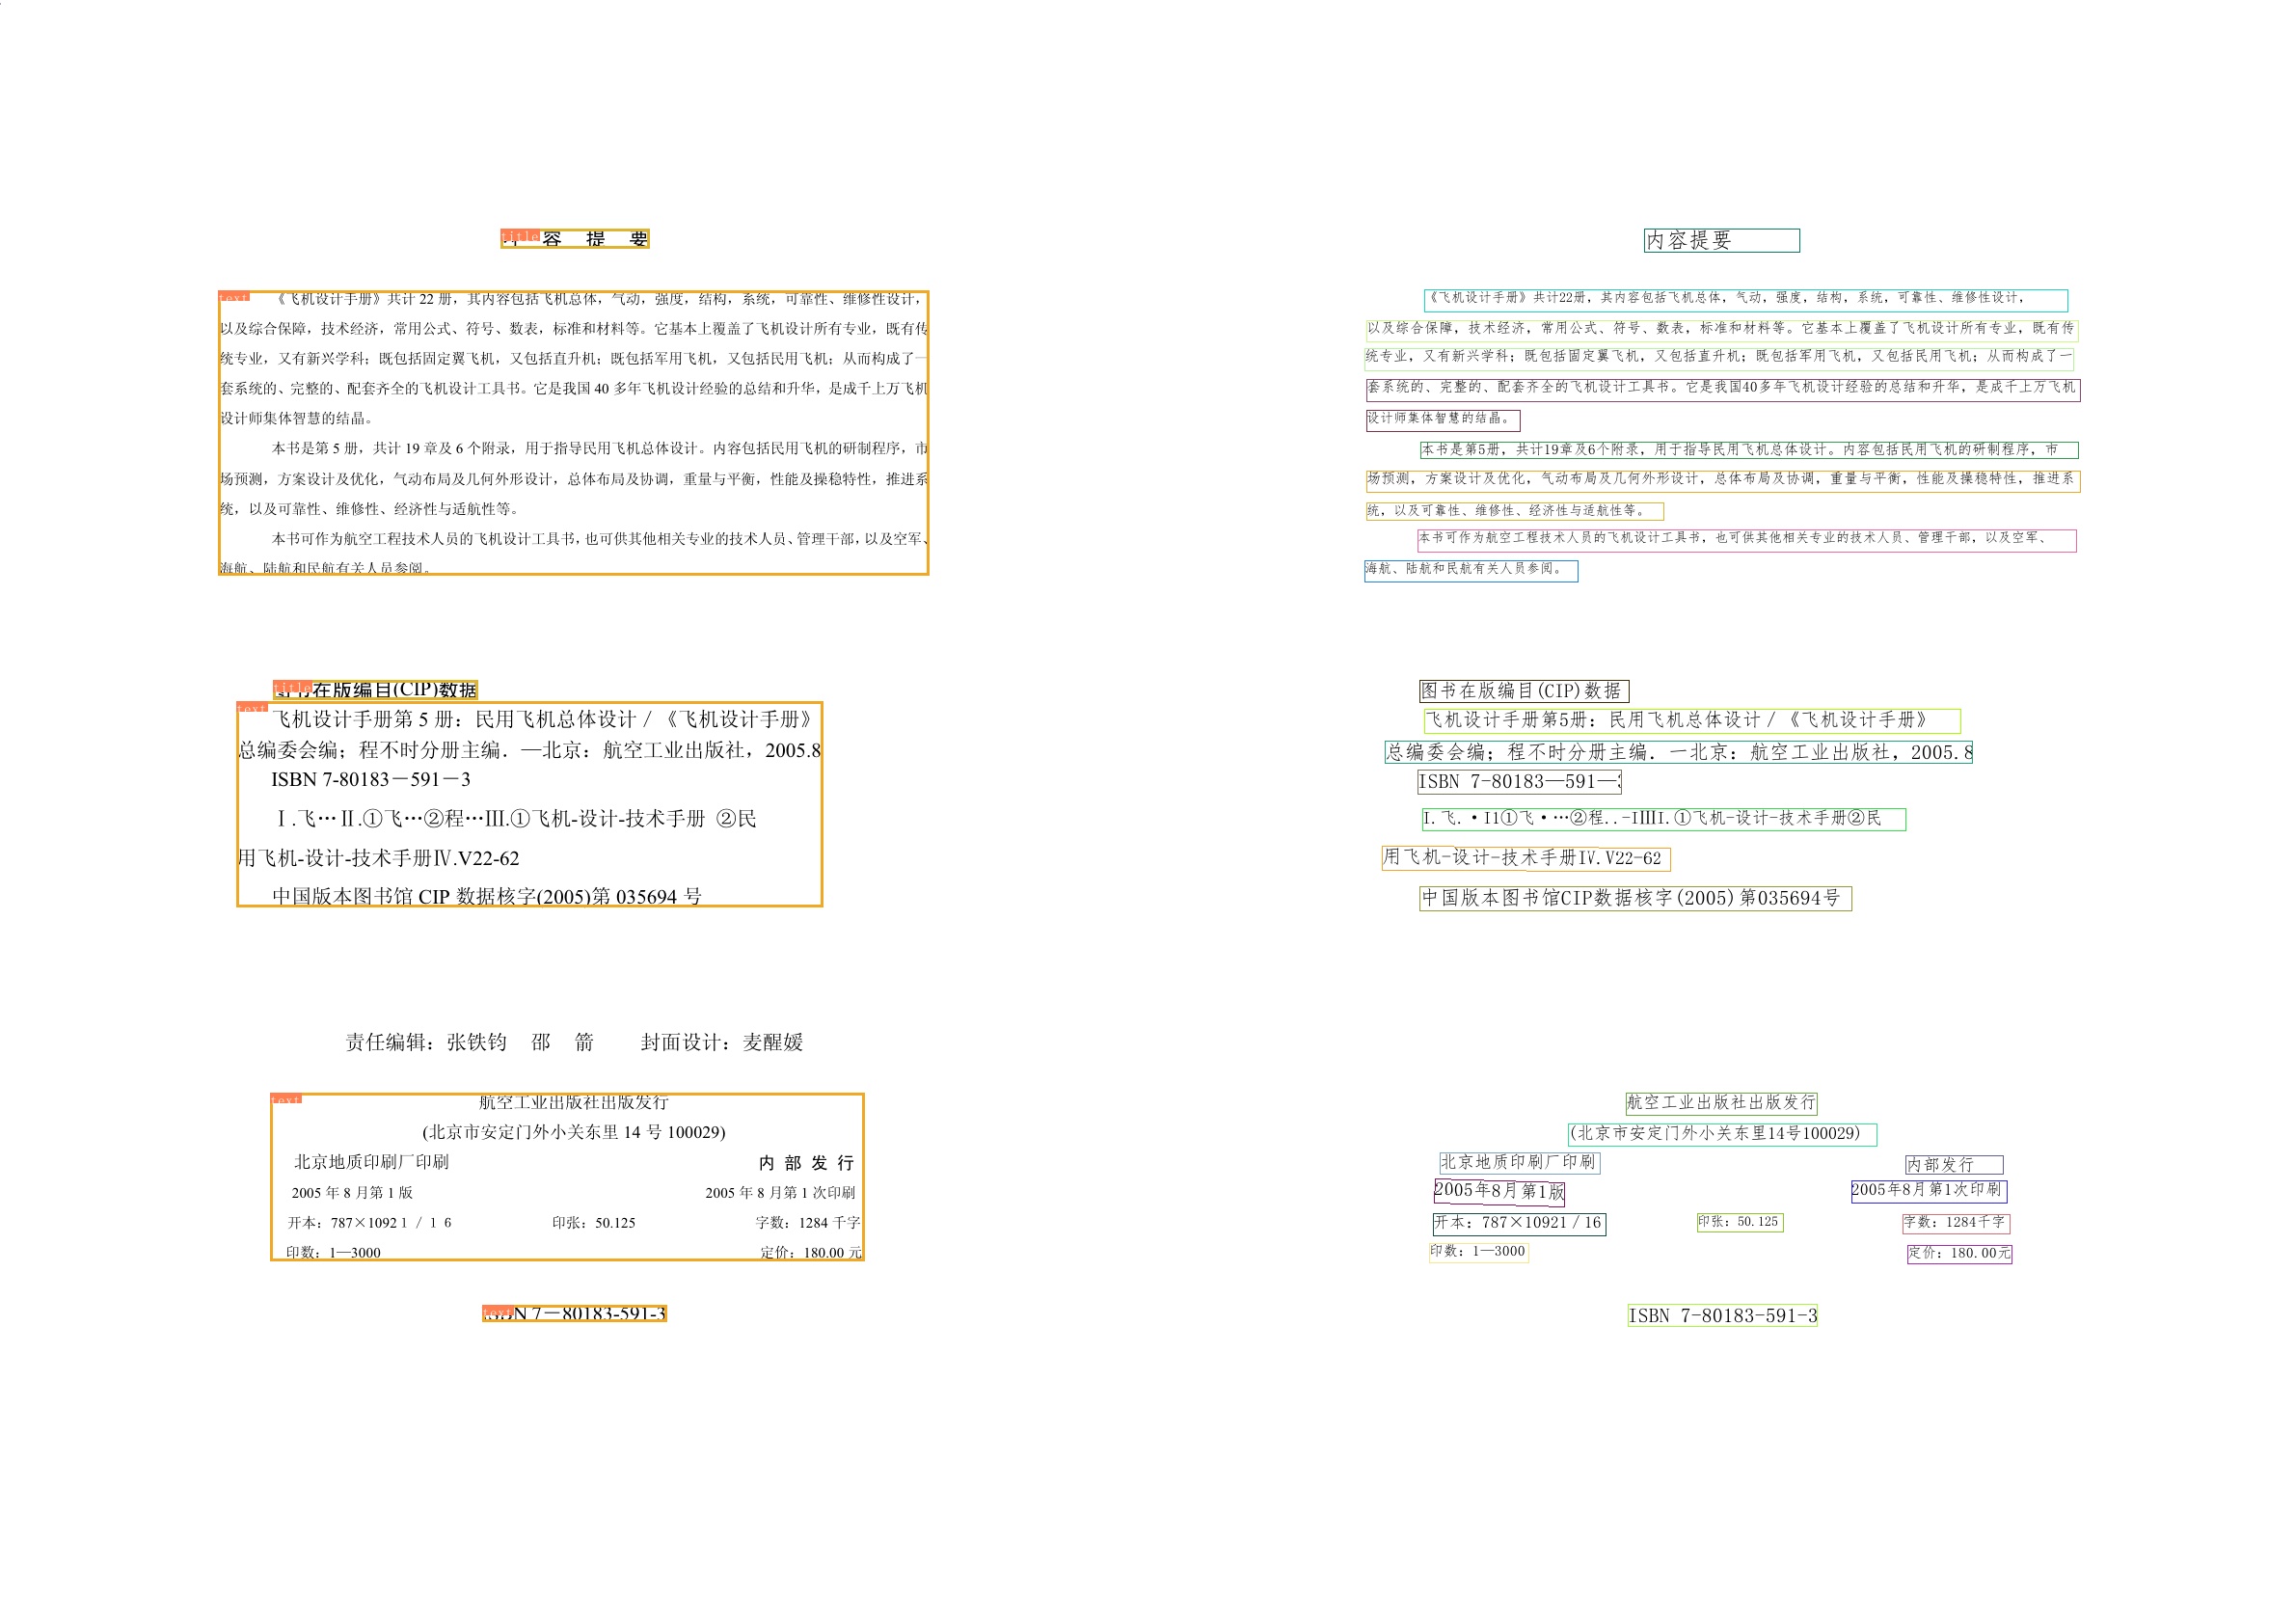 title 容 提 要
text 《飞机设计手册》共计 22 册，其内容包括飞机总体，气动，强度，结构，系统，可靠性、维修性设计，
以及综合保障，技术经济，常用公式、符号、数表，标准和材料等。它基本上覆盖了飞机设计所有专业，既有传
统专业，又有新兴学科；既包括固定翼飞机，又包括直升机；既包括军用飞机，又包括民用飞机；从而构成了一
套系统的、完整的、配套齐全的飞机设计工具书。它是我国 40 多年飞机设计经验的总结和升华，是成千上万飞机
设计师集体智慧的结晶。
本书是第 5 册，共计 19 章及 6 个附录，用于指导民用飞机总体设计。内容包括民用飞机的研制程序，市
场预测，方案设计及优化，气动布局及几何外形设计，总体布局及协调，重量与平衡，性能及操稳特性，推进系
统，以及可靠性、维修性、经济性与适航性等。
本书可作为航空工程技术人员的飞机设计工具书，也可供其他相关专业的技术人员、管理干部，以及空军、
海航、陆航和民航有关人员参阅。
title 在版编目(CIP)数据
text 飞机设计手册第 5 册：民用飞机总体设计／《飞机设计手册》
总编委会编；程不时分册主编．—北京：航空工业出版社，2005.8
ISBN 7-80183－591－3
Ⅰ.飞…Ⅱ.①飞…②程…Ⅲ.①飞机-设计-技术手册 ②民
用飞机-设计-技术手册Ⅳ.V22-62
中国版本图书馆 CIP 数据核字(2005)第 035694 号
责任编辑：张铁钧 邵 箭 封面设计：麦醒媛
text 航空工业出版社出版发行
(北京市安定门外小关东里 14 号 100029)
北京地质印刷厂印刷 内 部 发 行
2005 年 8 月第 1 版 2005 年 8 月第 1 次印刷
开本：787×1092１／１６ 印张：50.125 字数：1284 千字
印数：1—3000 定价：180.00 元
text N 7－80183-591-3
内容提要
《飞机设计手册》共计22册，其内容包括飞机总体，气动，强度，结构，系统，可靠性、维修性设计，
以及综合保障，技术经济，常用公式、符号、数表，标准和材料等。它基本上覆盖了飞机设计所有专业，既有传
统专业，又有新兴学科；既包括固定翼飞机，又包括直升机；既包括军用飞机，又包括民用飞机；从而构成了一
套系统的、完整的、配套齐全的飞机设计工具书。它是我国40多年飞机设计经验的总结和升华，是成千上万飞机
设计师集体智慧的结晶。
本书是第5册，共计19章及6个附录，用于指导民用飞机总体设计。内容包括民用飞机的研制程序，市
场预测，方案设计及优化，气动布局及几何外形设计，总体布局及协调，重量与平衡，性能及操稳特性，推进系
统，以及可靠性、维修性、经济性与适航性等。
本书可作为航空工程技术人员的飞机设计工具书，也可供其他相关专业的技术人员、管理干部，以及空军、
海航、陆航和民航有关人员参阅。
图书在版编目(CIP)数据
飞机设计手册第5册：民用飞机总体设计／《飞机设计手册》
总编委会编；程不时分册主编．一北京：航空工业出版社，2005.8
ISBN 7-80183—591—3
I.飞.·I1①飞·…②程..-IIIII.①飞机-设计-技术手册②民
用飞机-设计-技术手册IV.V22-62
中国版本图书馆CIP数据核字(2005)第035694号
航空工业出版社出版发行
(北京市安定门外小关东里14号100029)
北京地质印刷厂印刷 内部发行
2005年8月第1版 2005年8月第1次印刷
开本：787×10921／16 印张：50.125 字数：1284千字
印数：1—3000 定价：180.00元
ISBN 7-80183-591-3